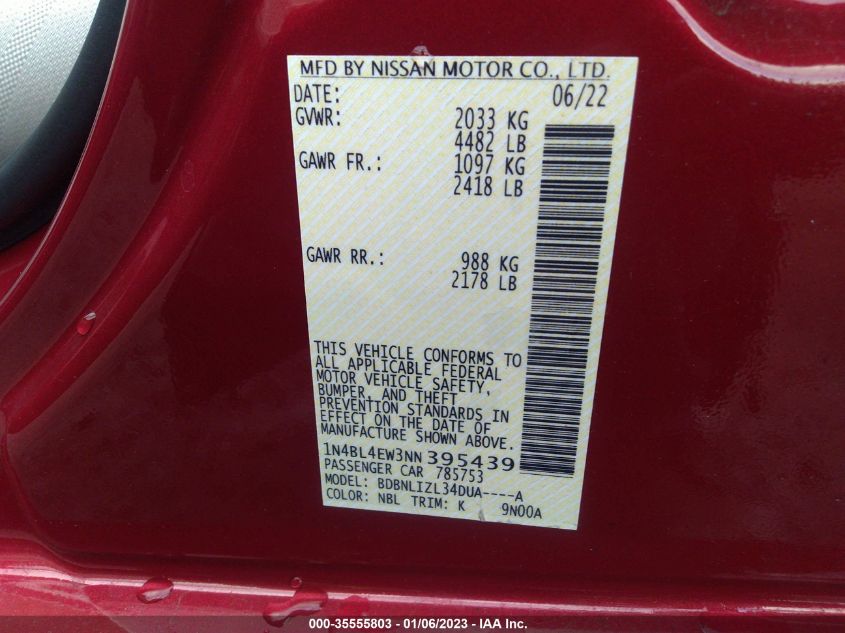 MFD BY NISSAN MOTOR CO., LTD.
DATE: 06/22
GVWR: 2033 KG
4482 LB
GAWR FR.: 1097 KG
2418 LB
GAWR RR.: 988 KG
2178 LB
THIS VEHICLE CONFORMS TO
ALL APPLICABLE FEDERAL
MOTOR VEHICLE SAFETY,
BUMPER, AND THEFT
PREVENTION STANDARDS IN
EFFECT ON THE DATE OF
MANUFACTURE SHOWN ABOVE.
1N4BL4EW3NN395439
PASSENGER CAR 785753
MODEL: BDBNLIZL34DUA----A
COLOR: NBL TRIM: K 9N00A
000-35555803 - 01/06/2023 - IAA Inc.